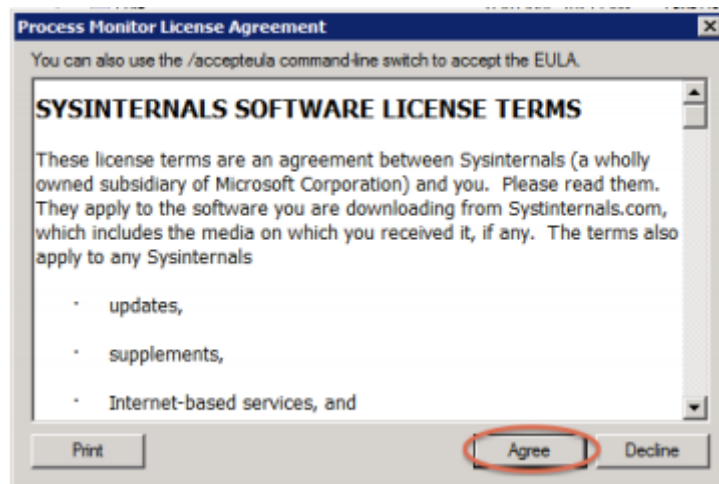 Process Monitor License Agreement
You can also use the /accepteula command-line switch to accept the EULA.
SYSINTERNALS SOFTWARE LICENSE TERMS
These license terms are an agreement between Sysinternals (a wholly
owned subsidiary of Microsoft Corporation) and you. Please read them.
They apply to the software you are downloading from Systinternals.com,
which includes the media on which you received it, if any. The terms also
apply to any Sysinternals
· updates,
· supplements,
· Internet-based services, and
Print Agree Decline